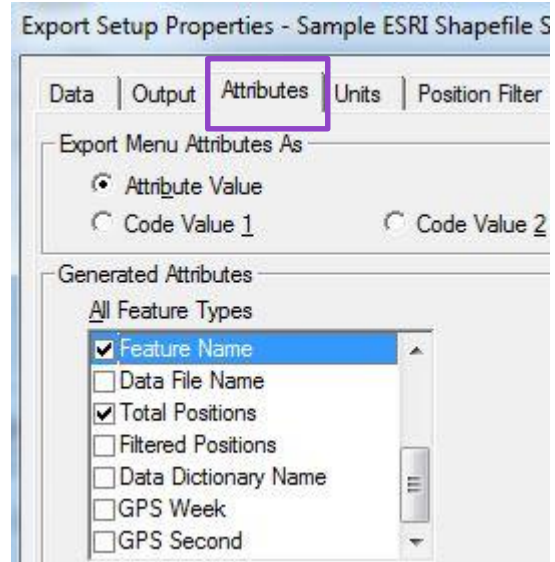 Export Setup Properties - Sample ESRI Shapefile S
Data Output Attributes Units Position Filter
Export Menu Attributes As
Attribute Value
Code Value 1 Code Value 2
Generated Attributes
All Feature Types
Feature Name
Data File Name
Total Positions
Filtered Positions
Data Dictionary Name
GPS Week
GPS Second